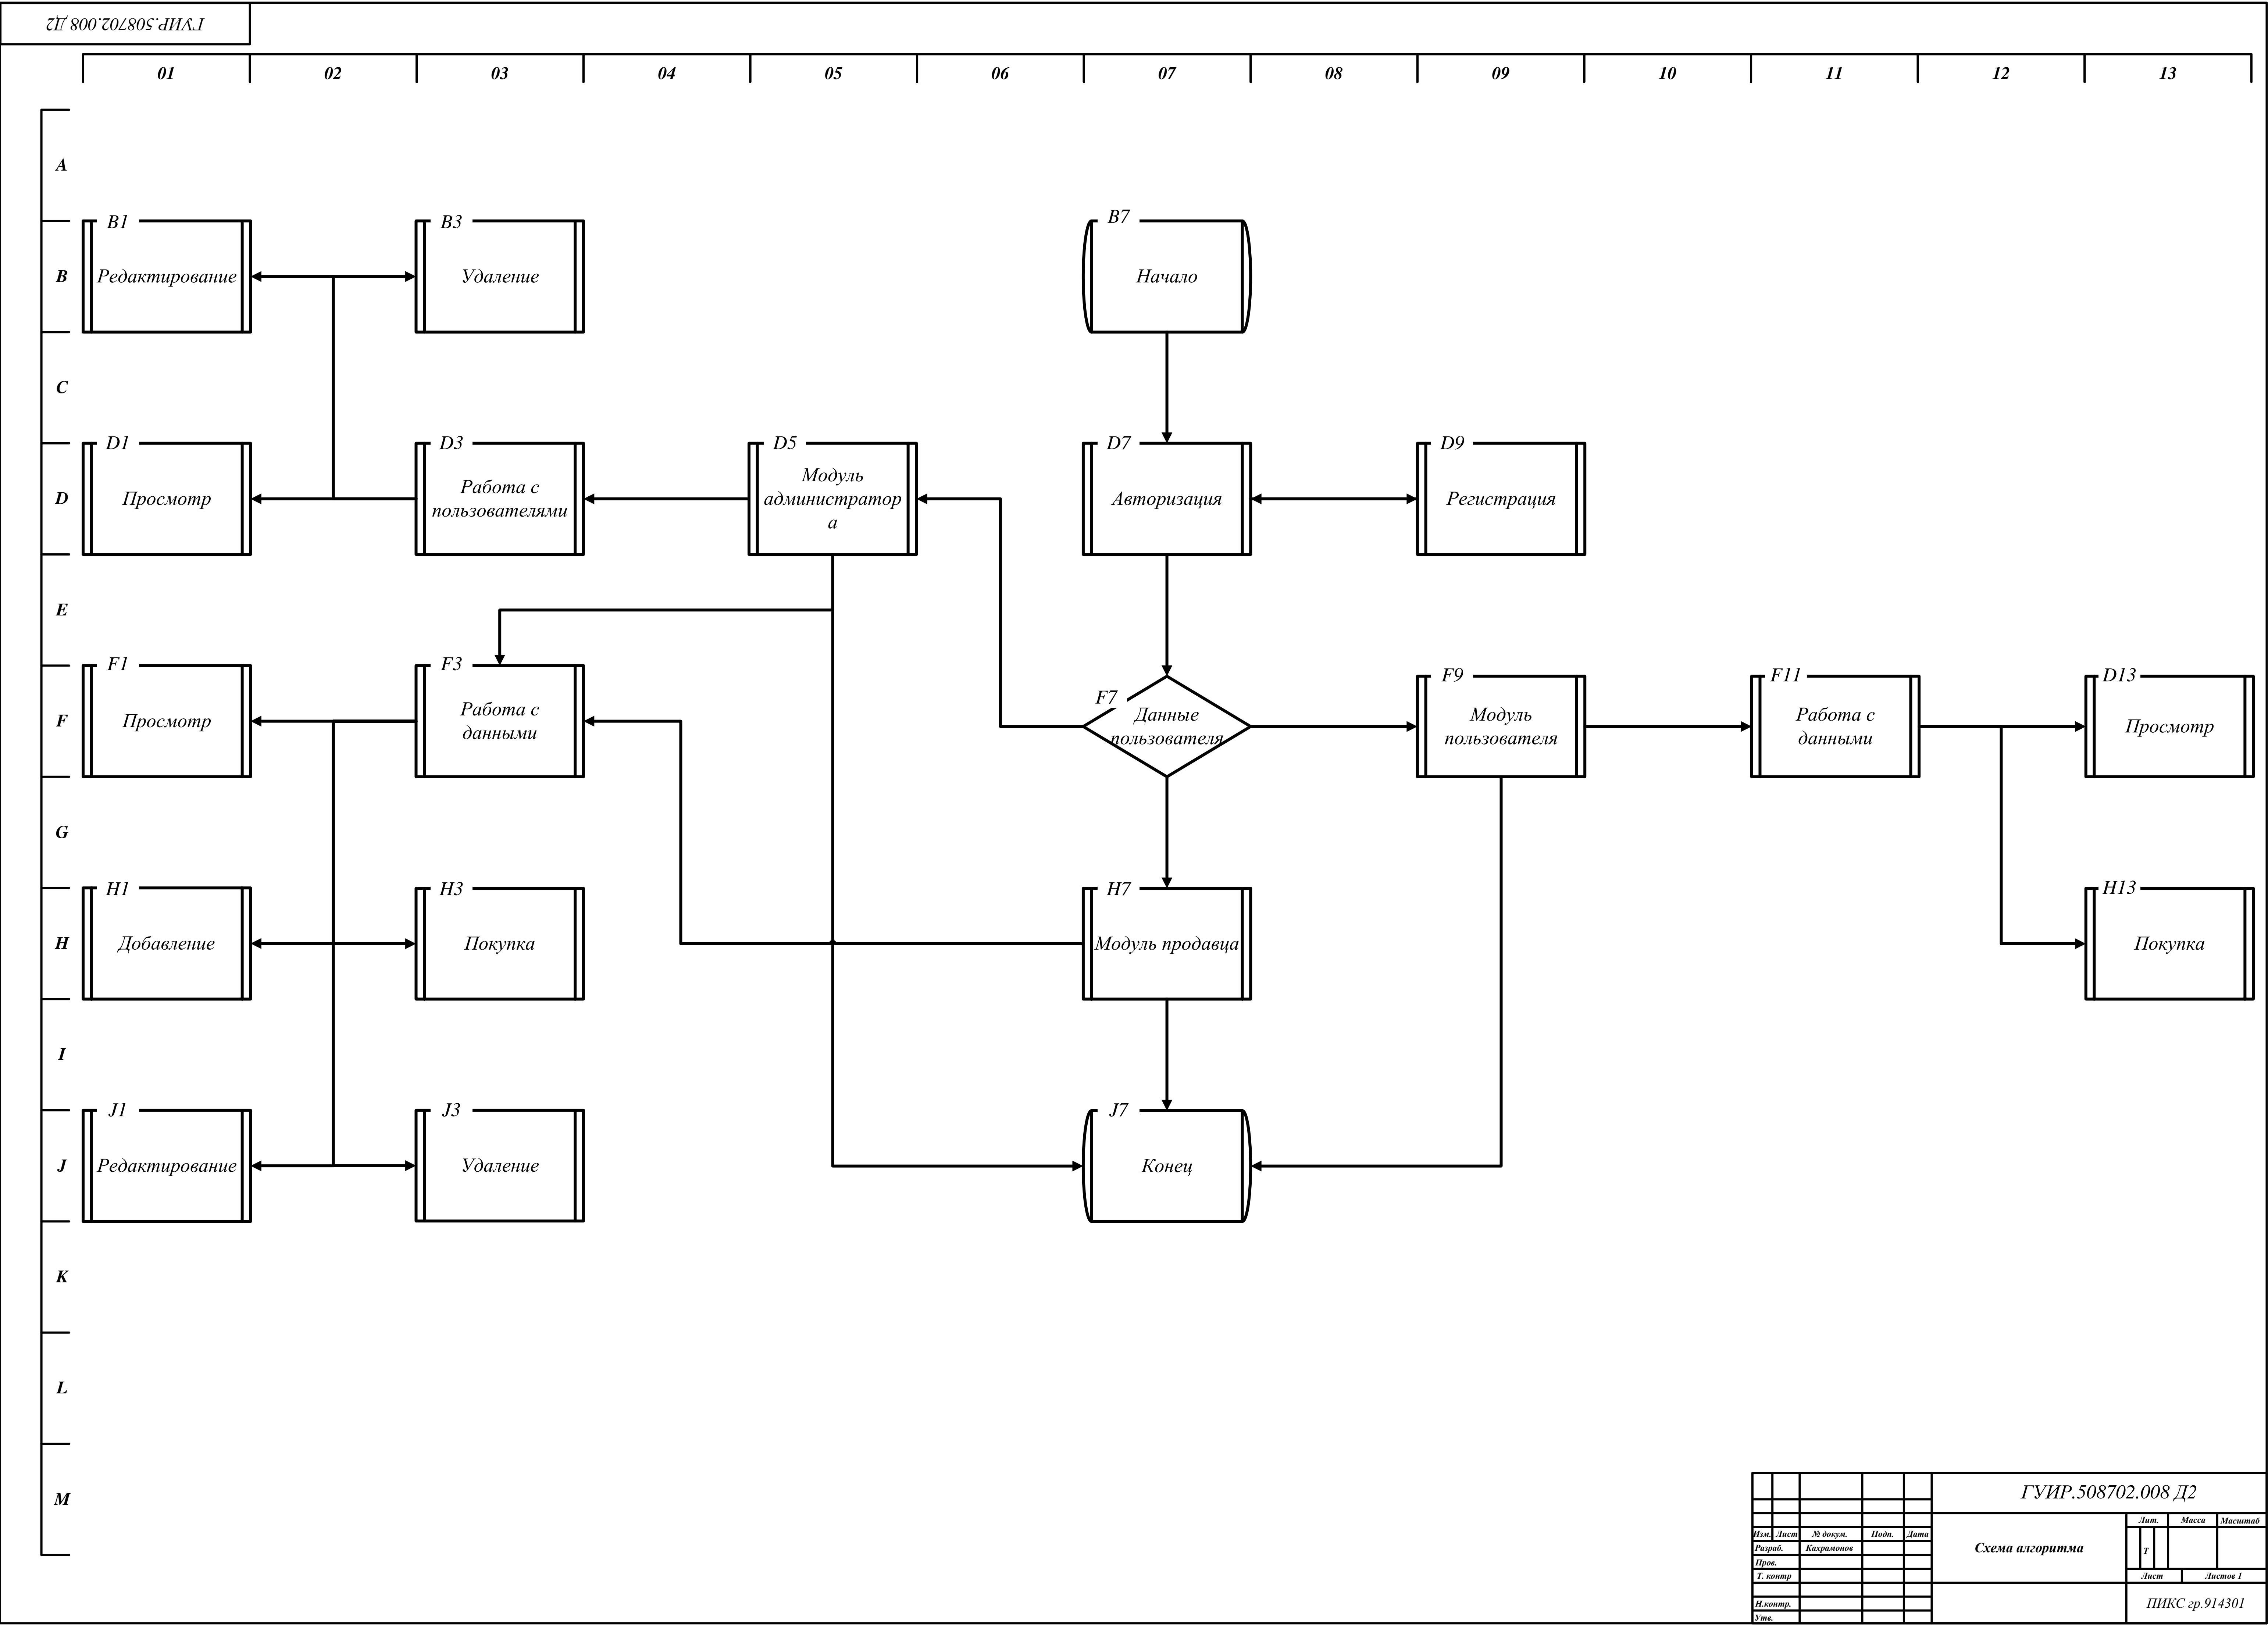 ГУИР.508702.008 Д2
01 02 03 04 05 06 07 08 09 10 11 12 13
A
B1 B3 B7
B Редактирование Удаление Начало
C
D1 D3 D5 D7 D9
Модуль
D Просмотр Работа с администратор Авторизация Регистрация
пользователями а
E
F1 F3 F7 F9 F11 D13
F Просмотр Работа с Данные Модуль Работа с Просмотр
данными пользователя пользователя данными
G
H1 H3 H7 H13
H Добавление Покупка Модуль продавца Покупка
I
J1 J3 J7
J Редактирование Удаление Конец
K
L
M
ГУИР.508702.008 Д2
Лит. Масса Масштаб
Изм. Лист № докум. Подп. Дата
Разраб. Кахрамонов Схема алгоритма Т
Пров.
Т. контр Лист Листов 1
Н.контр. ПИКС гр.914301
Утв.